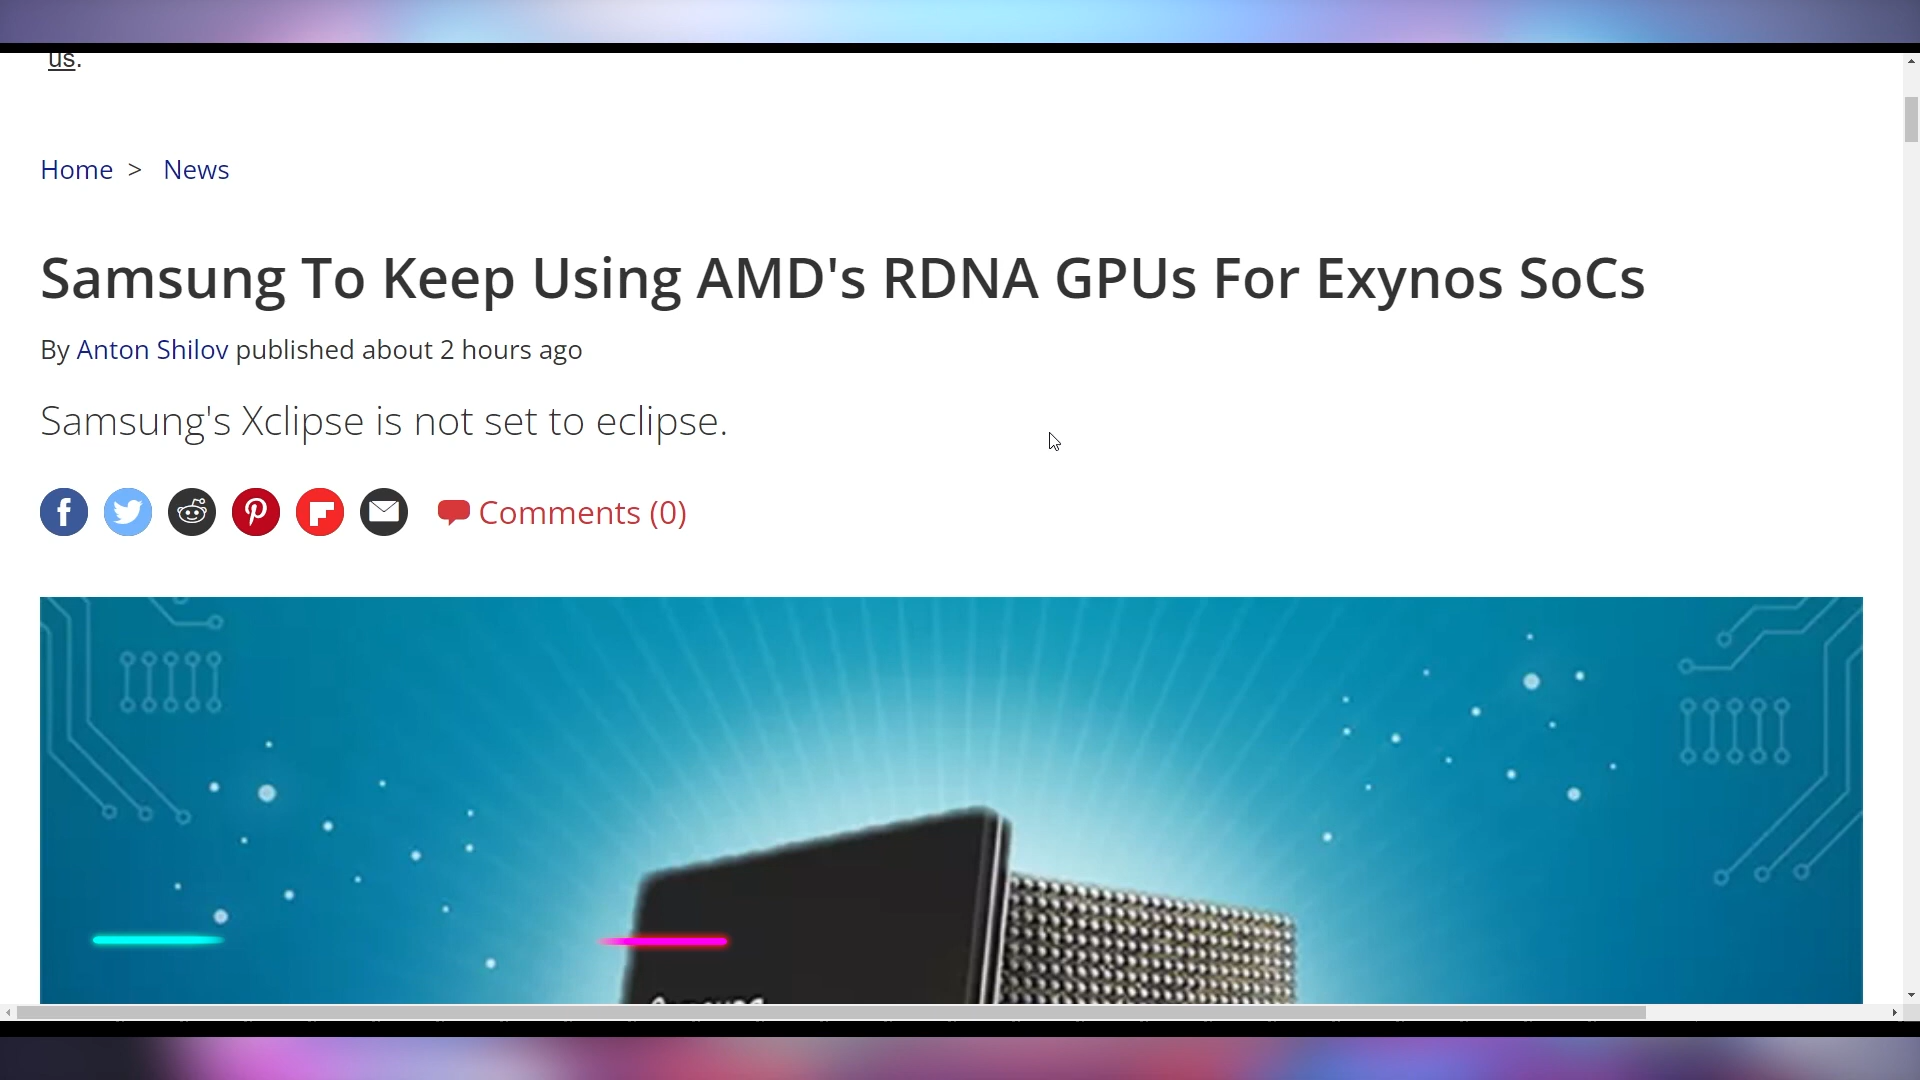 us.
Home > News
Samsung To Keep Using AMD's RDNA GPUs For Exynos SoCs
By Anton Shilov published about 2 hours ago
Samsung's Xclipse is not set to eclipse.
Comments (0)